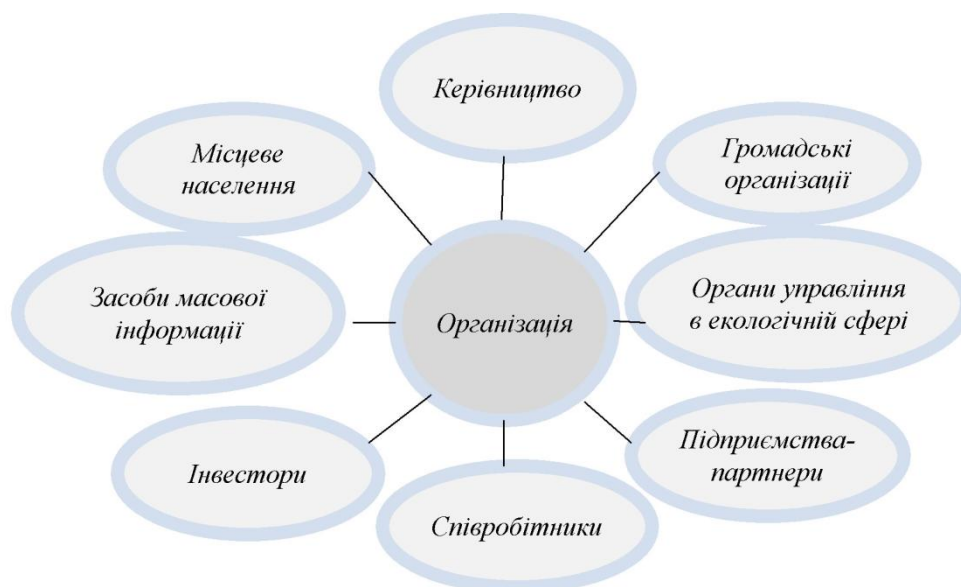 Керівництво
Місцеве
населення
Громадські
організації
Засоби масової
інформації
Організація
Органи управління
в екологічній сфері
Інвестори
Підприємства-
партнери
Співробітники